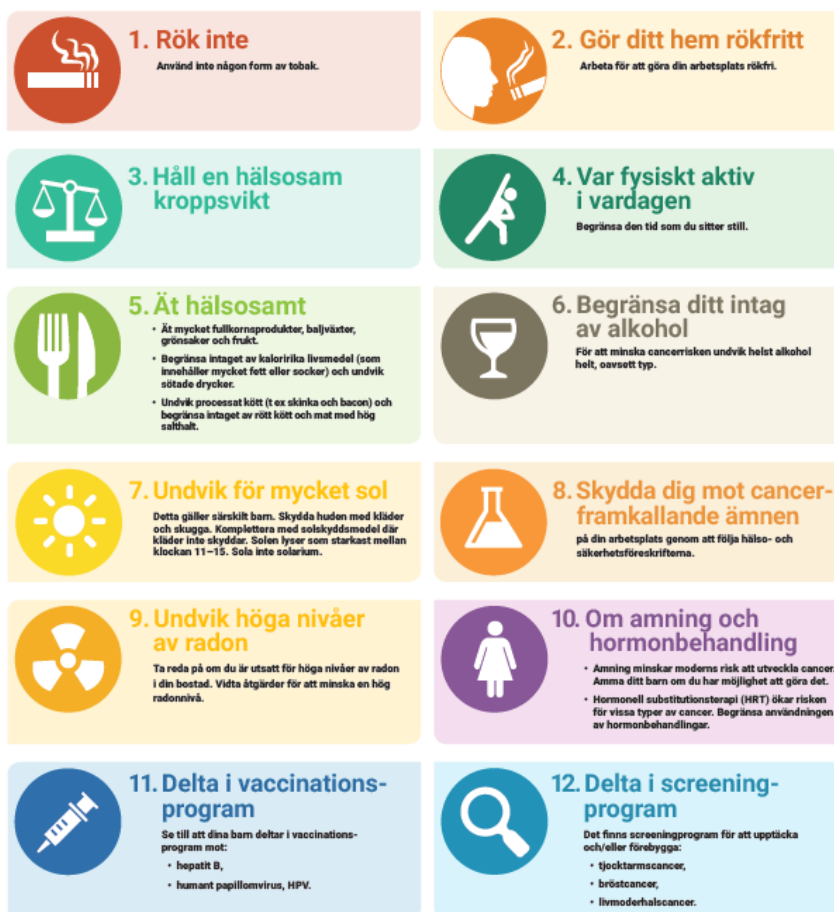 1. Rök inte
Använd inte någon form av tobak.
2. Gör ditt hem rökfritt
Arbeta för att göra din arbetsplats rökfri.
3. Håll en hälsosam
kroppsvikt
4. Var fysiskt aktiv
i vardagen
Begränsa den tid som du sitter still.
5. Ät hälsosamt
• Ät mycket fullkornsprodukter, baljväxter,
grönsaker och frukt.
• Begränsa intaget av kaloririka livsmedel (som
innehåller mycket fett eller socker) och undvik
sötade drycker.
• Undvik processat kött (t ex skinka och bacon) och
begränsa intaget av rött kött och mat med hög
salthalt.
6. Begränsa ditt intag
av alkohol
För att minska cancerrisken undvik helst alkohol
helt, oavsett typ.
7. Undvik för mycket sol
Detta gäller särskilt barn. Skydda huden med kläder
och skugga. Komplettera med solskyddsmedel där
kläder inte skyddar. Solen lyser som starkast mellan
klockan 11–15. Sola inte solarium.
8. Skydda dig mot cancer-
framkallande ämnen
på din arbetsplats genom att följa hälso- och
säkerhetsföreskrifterna.
9. Undvik höga nivåer
av radon
Ta reda på om du är utsatt för höga nivåer av radon
i din bostad. Vidta åtgärder för att minska en hög
radonnivå.
10. Om amning och
hormonbehandling
• Amning minskar moderns risk att utveckla cancer.
Amma ditt barn om du har möjlighet att göra det.
• Hormonell substitutionsterapi (HRT) ökar risken
för vissa typer av cancer. Begränsa användningen
av hormonbehandlingar.
11. Delta i vaccinations-
program
Se till att dina barn deltar i vaccinations-
program mot:
• hepatit B,
• humant papillomvirus, HPV.
12. Delta i screening-
program
Det finns screeningprogram för att upptäcka
och/eller förebygga:
• tjocktarmscancer,
• bröstcancer,
• livmoderhalscancer.